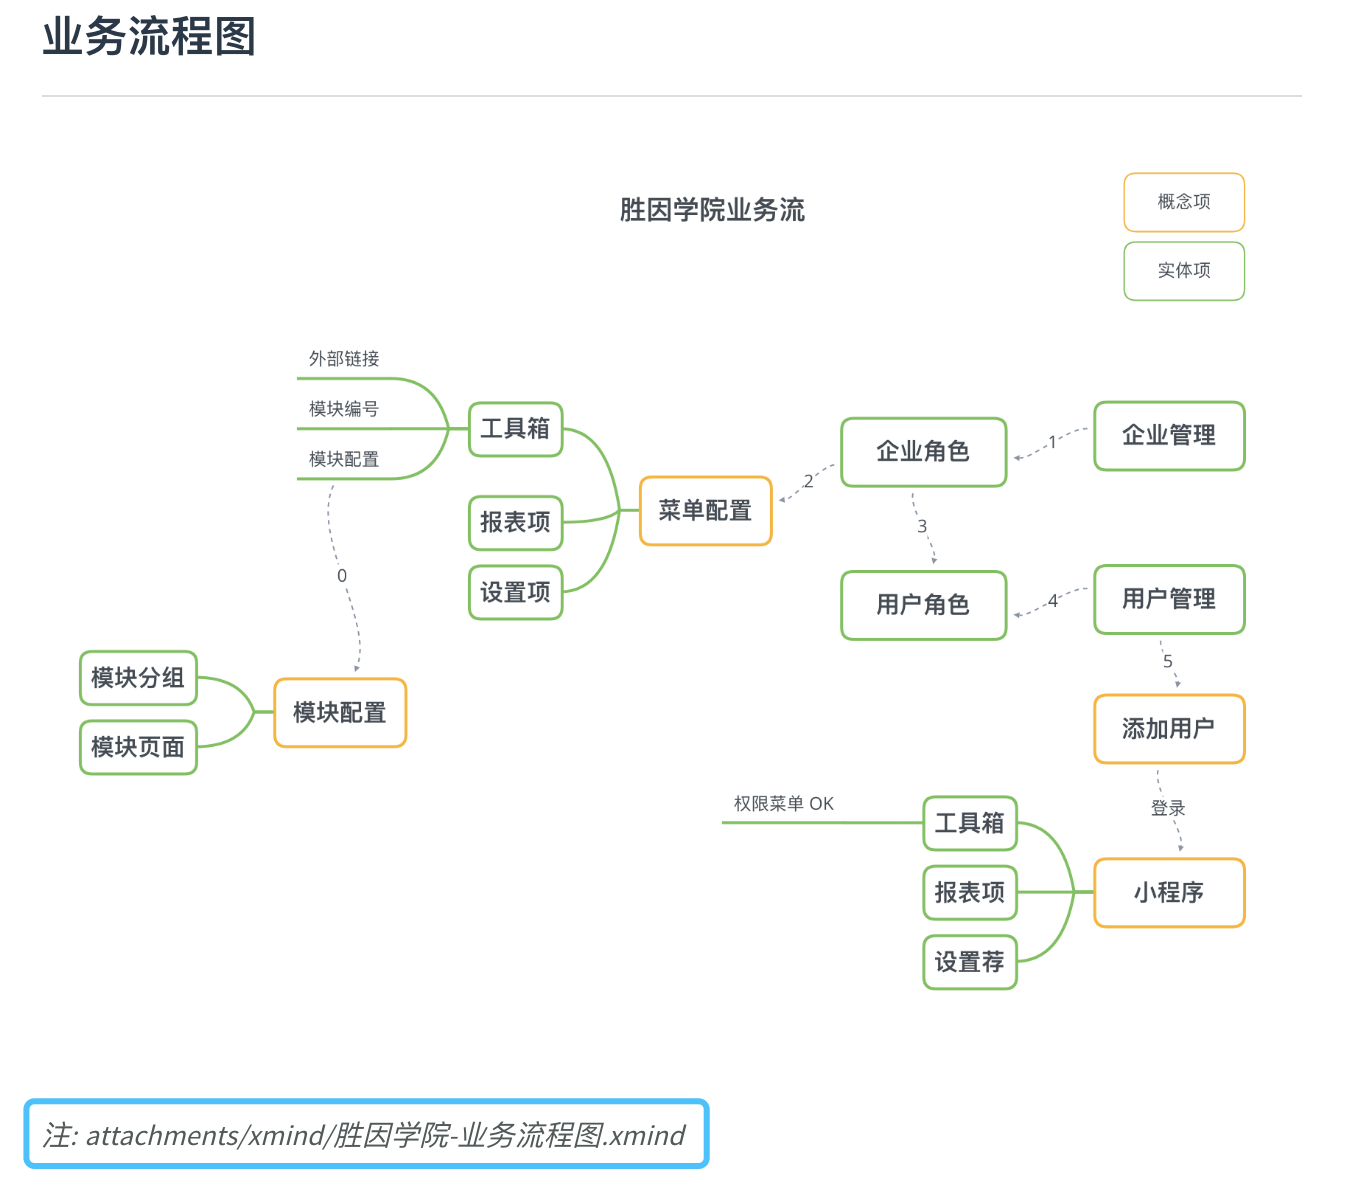 业务流程图
胜因学院业务流
概念项
实体项
外部链接
模块编号
模块配置
工具箱
报表项
设置项
菜单配置
企业角色
企业管理
1
2
3
用户角色
用户管理
4
5
0
模块分组
模块页面
模块配置
添加用户
登录
权限菜单 OK
工具箱
报表项
设置荐
小程序
注: attachments/xmind/胜因学院-业务流程图.xmind